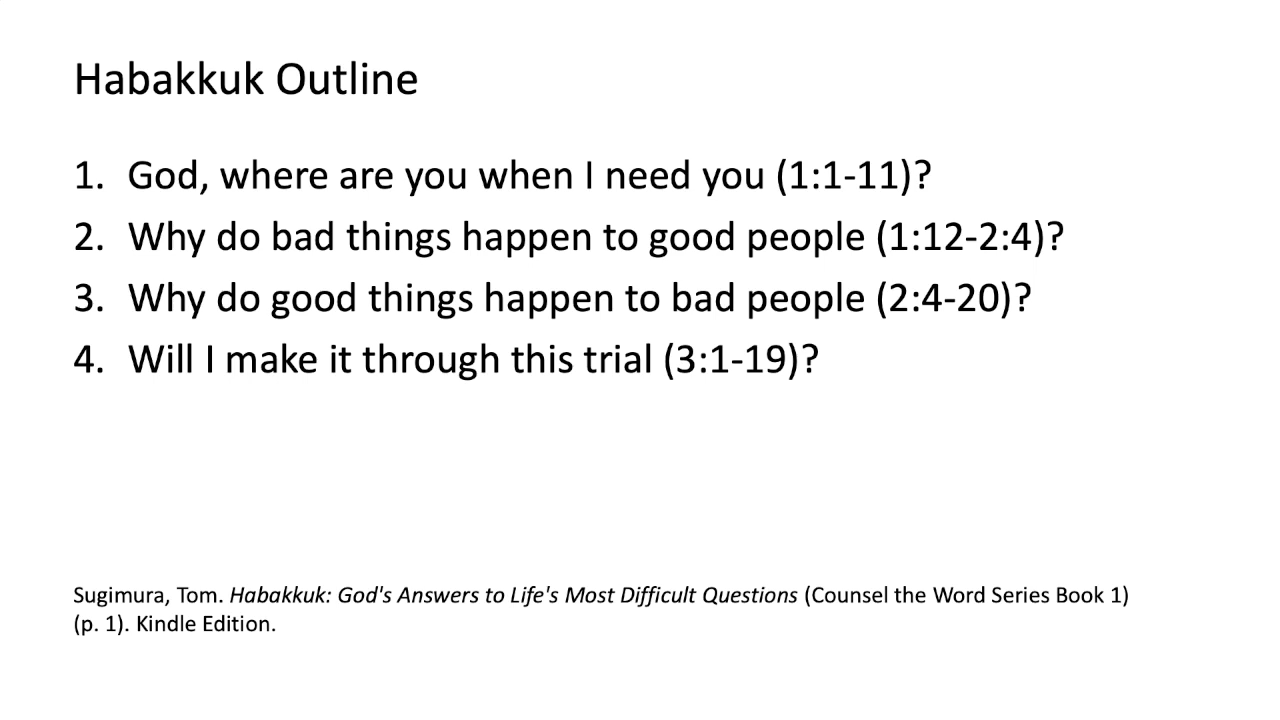 Habakkuk Outline
1. God, where are you when I need you (1:1-11)?
2. Why do bad things happen to good people (1:12-2:4)?
3. Why do good things happen to bad people (2:4-20)?
4. Will I make it through this trial (3:1-19)?
Sugimura, Tom. Habakkuk: God's Answers to Life's Most Difficult Questions (Counsel the Word Series Book 1)
(p. 1). Kindle Edition.